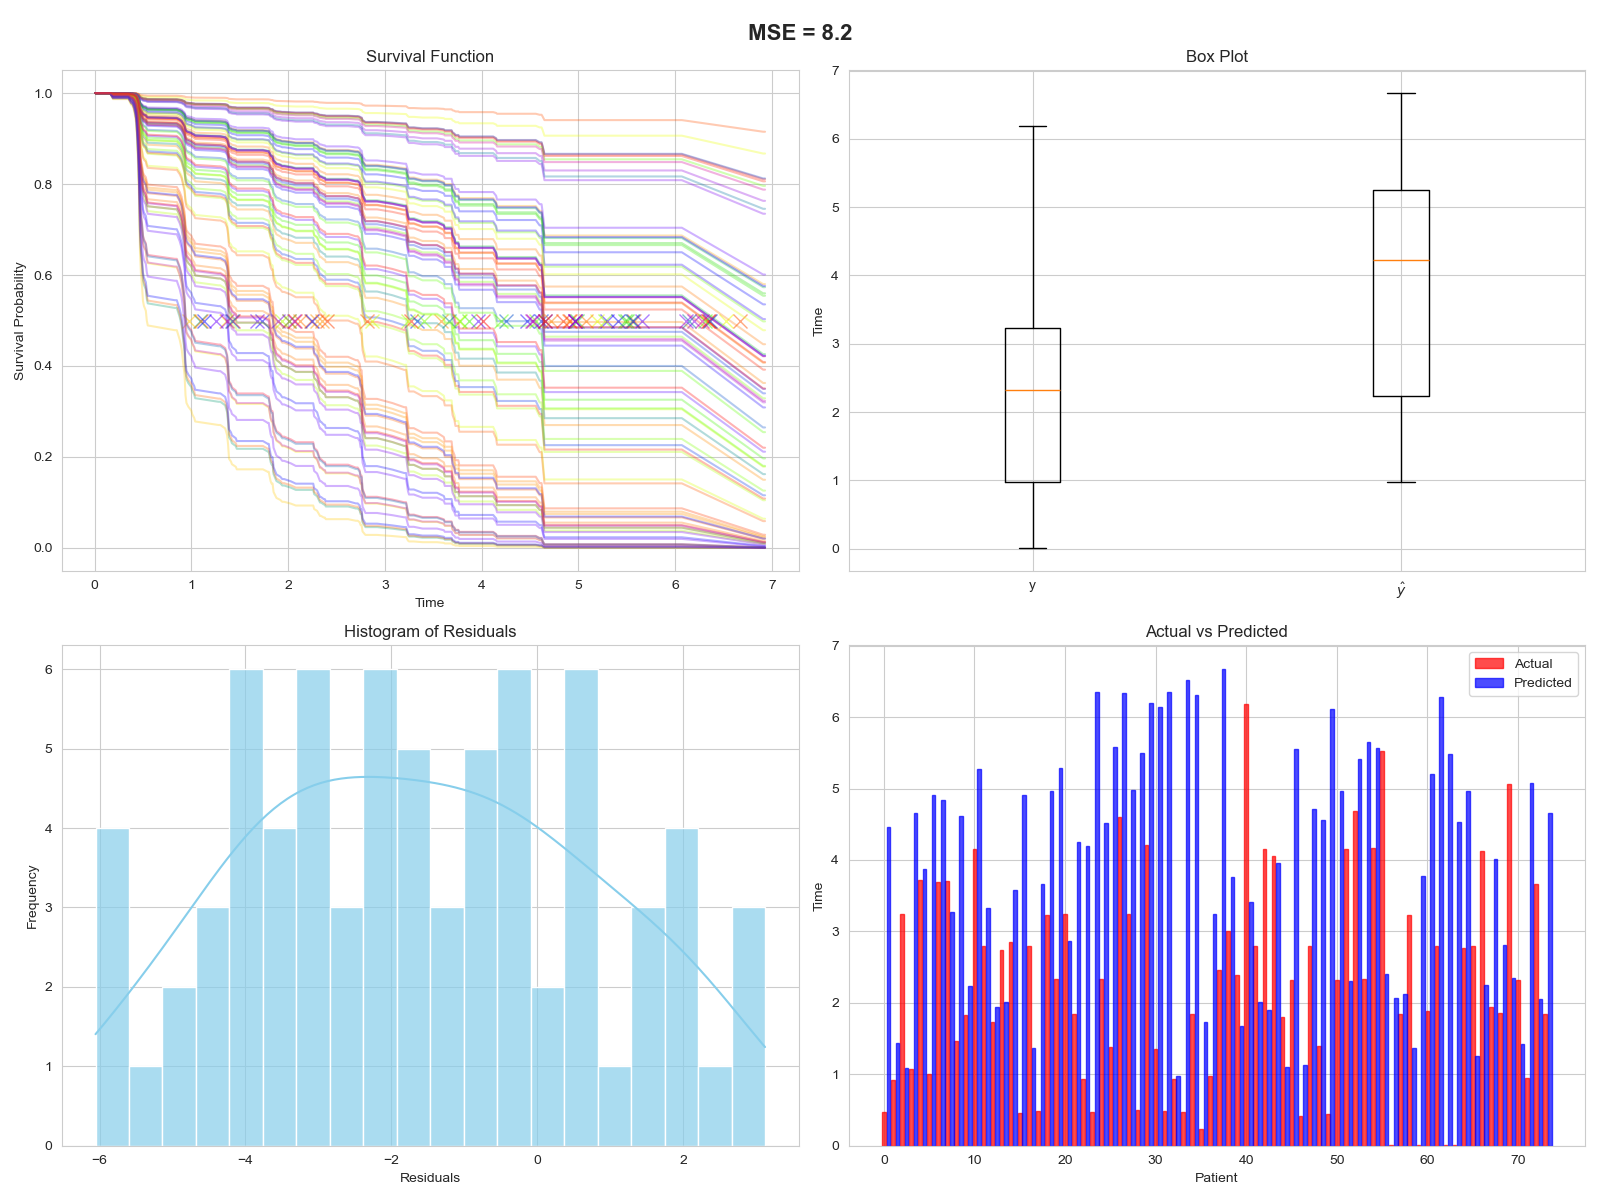 MSE = 8.2
Survival Function
Survival Probability
1.0
0.8
0.6
0.4
0.2
0.0
0 1 2 3 4 5 6 7
Time
Box Plot
Time
7
6
5
4
3
2
1
0
y ŷ
Histogram of Residuals
Frequency
6
5
4
3
2
1
0
−6 −4 −2 0 2
Residuals
Actual vs Predicted
Time
7
6
5
4
3
2
1
0
Actual
Predicted
0 10 20 30 40 50 60 70
Patient